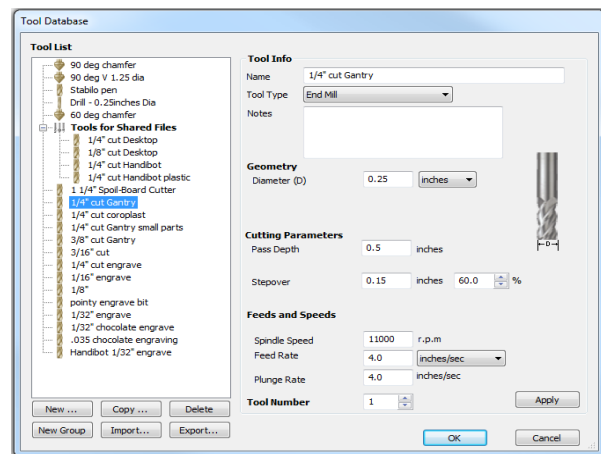 Tool Database
Tool List
90 deg chamfer
90 deg V 1.25 dia
Stabilo pen
Drill - 0.25inches Dia
60 deg chamfer
Tools for Shared Files
1/4" cut Desktop
1/8" cut Desktop
1/4" cut Handibot
1/4" cut Handibot plastic
1 1/4" Spoil-Board Cutter
1/4" cut Gantry
1/4" cut coroplast
1/4" cut Gantry small parts
3/8" cut Gantry
3/16" cut
1/4" cut engrave
1/16" engrave
1/8"
pointy engrave bit
1/32" engrave
1/32" chocolate engrave
.035 chocolate engraving
Handibot 1/32" engrave
New ... Copy ... Delete
New Group Import... Export...
Tool Info
Name 1/4" cut Gantry
Tool Type End Mill
Notes
Geometry
Diameter (D) 0.25 inches
D
Cutting Parameters
Pass Depth 0.5 inches
Stepover 0.15 inches 60.0 %
Feeds and Speeds
Spindle Speed 11000 r.p.m
Feed Rate 4.0 inches/sec
Plunge Rate 4.0 inches/sec
Tool Number 1 Apply
OK Cancel